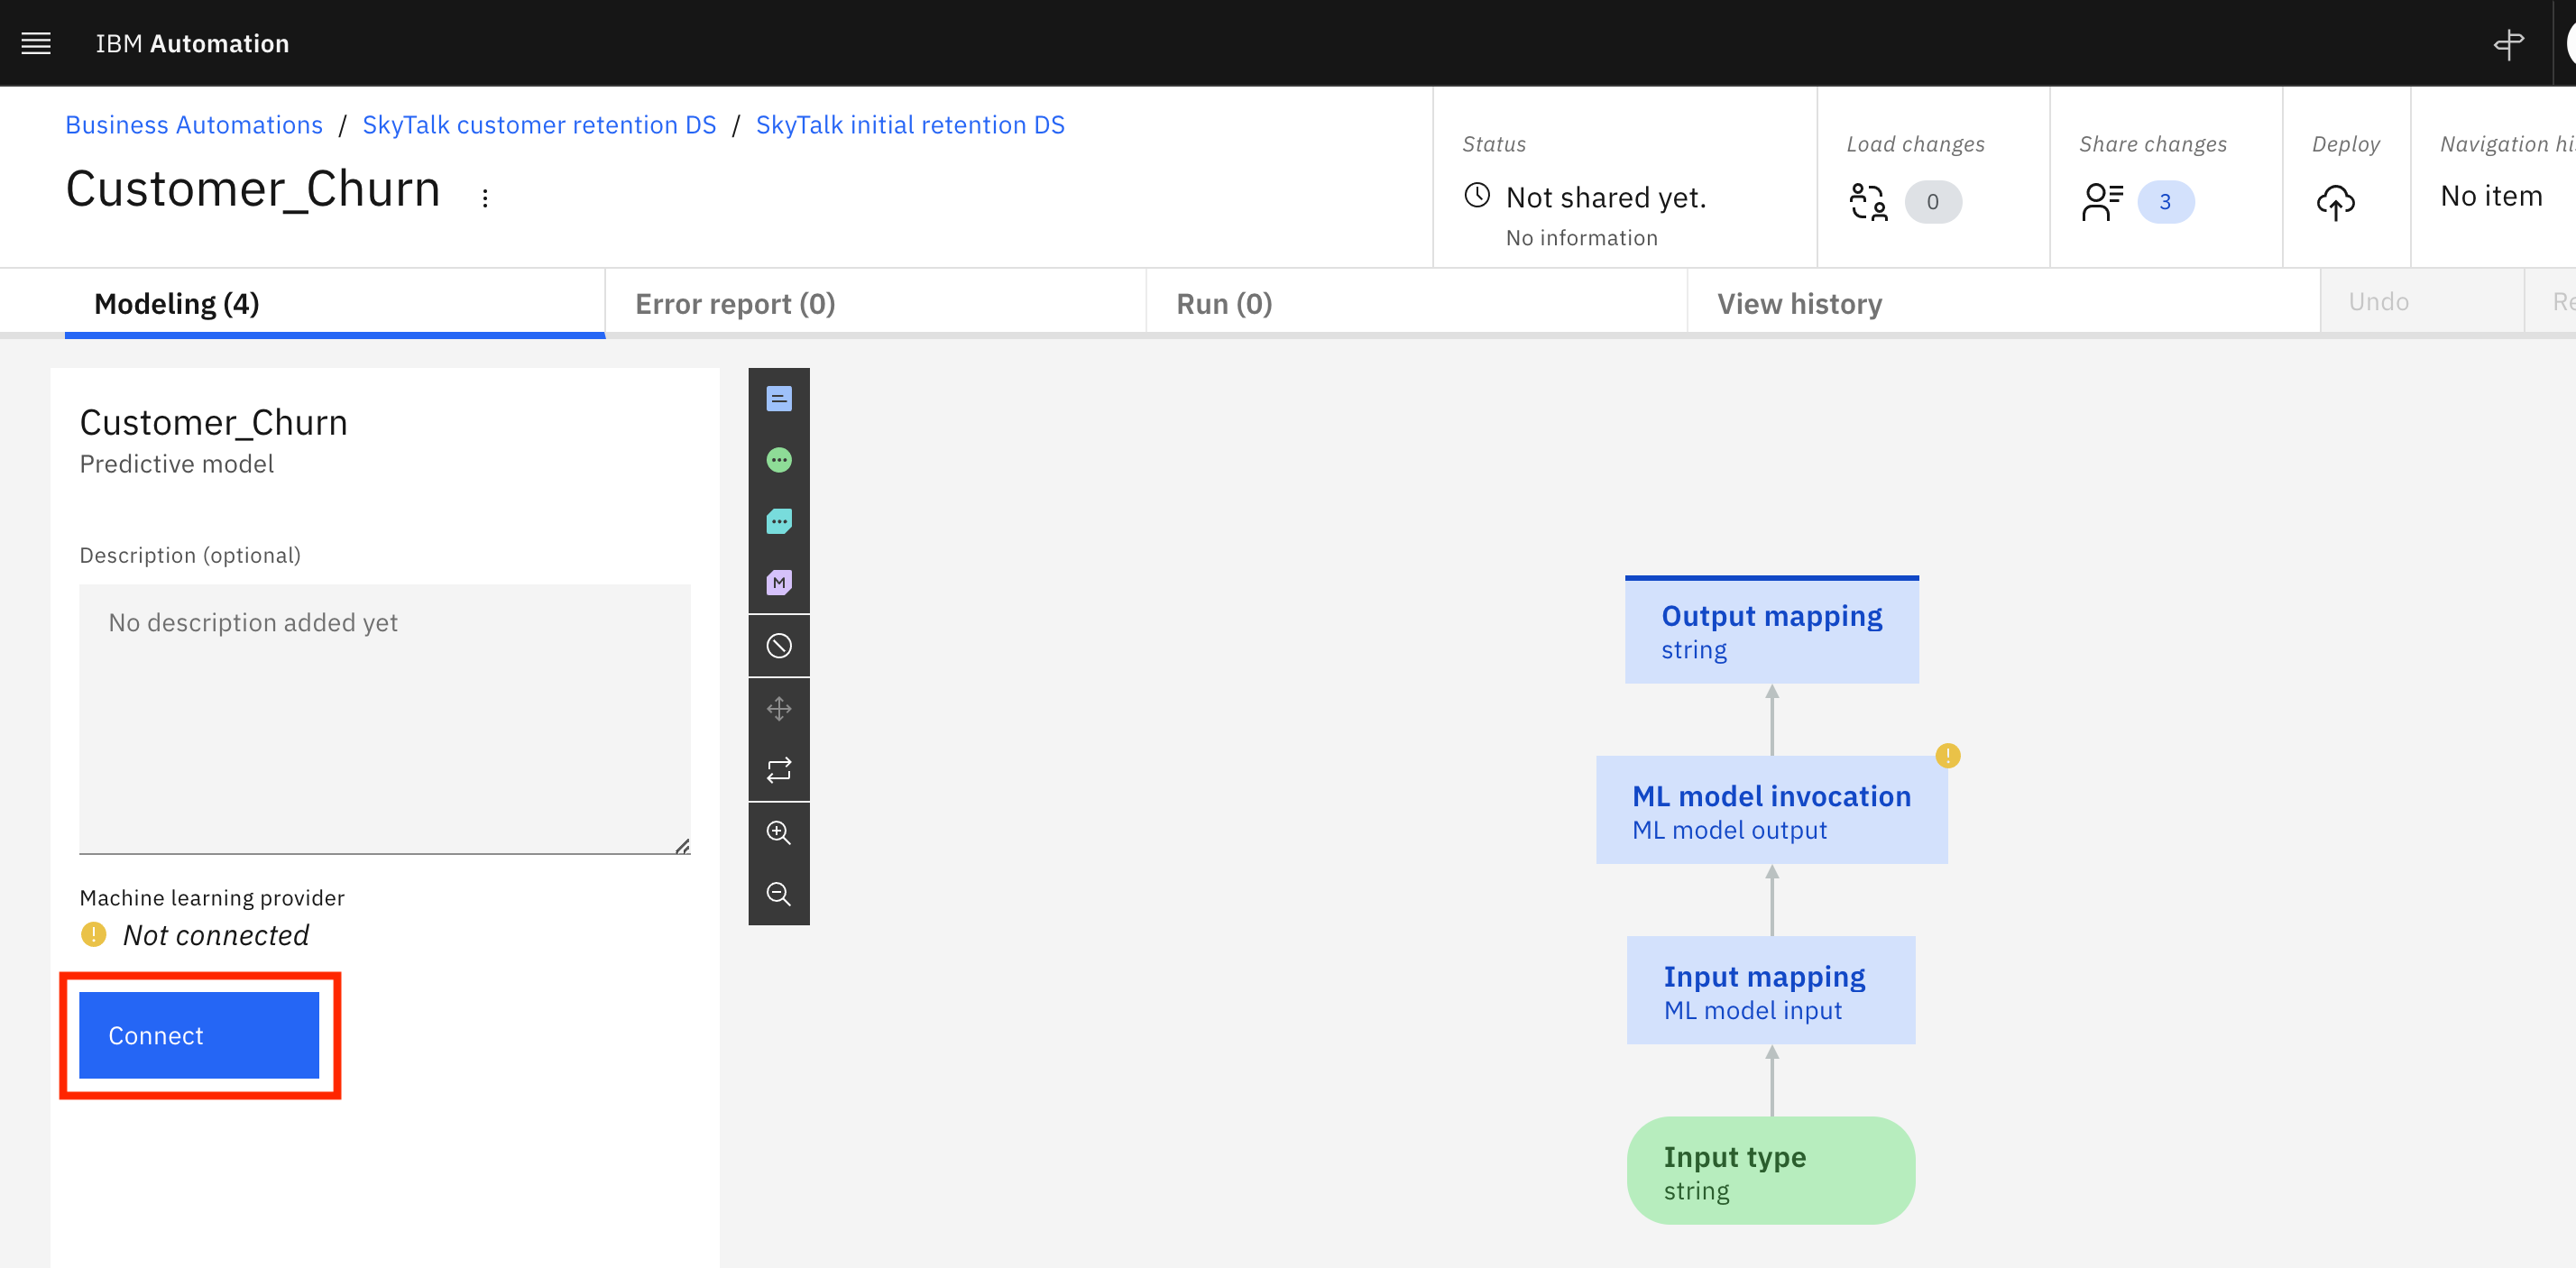 IBM Automation
Business Automations / SkyTalk customer retention DS / SkyTalk initial retention DS
Customer_Churn
Status
Not shared yet.
No information
Load changes
0
Share changes
3
Deploy
Navigation hi
No item
Modeling (4)
Error report (0)
Run (0)
View history
Undo
Re
Customer_Churn
Predictive model
Description (optional)
No description added yet
Machine learning provider
Not connected
Connect
M
Output mapping
string
ML model invocation
ML model output
Input mapping
ML model input
Input type
string